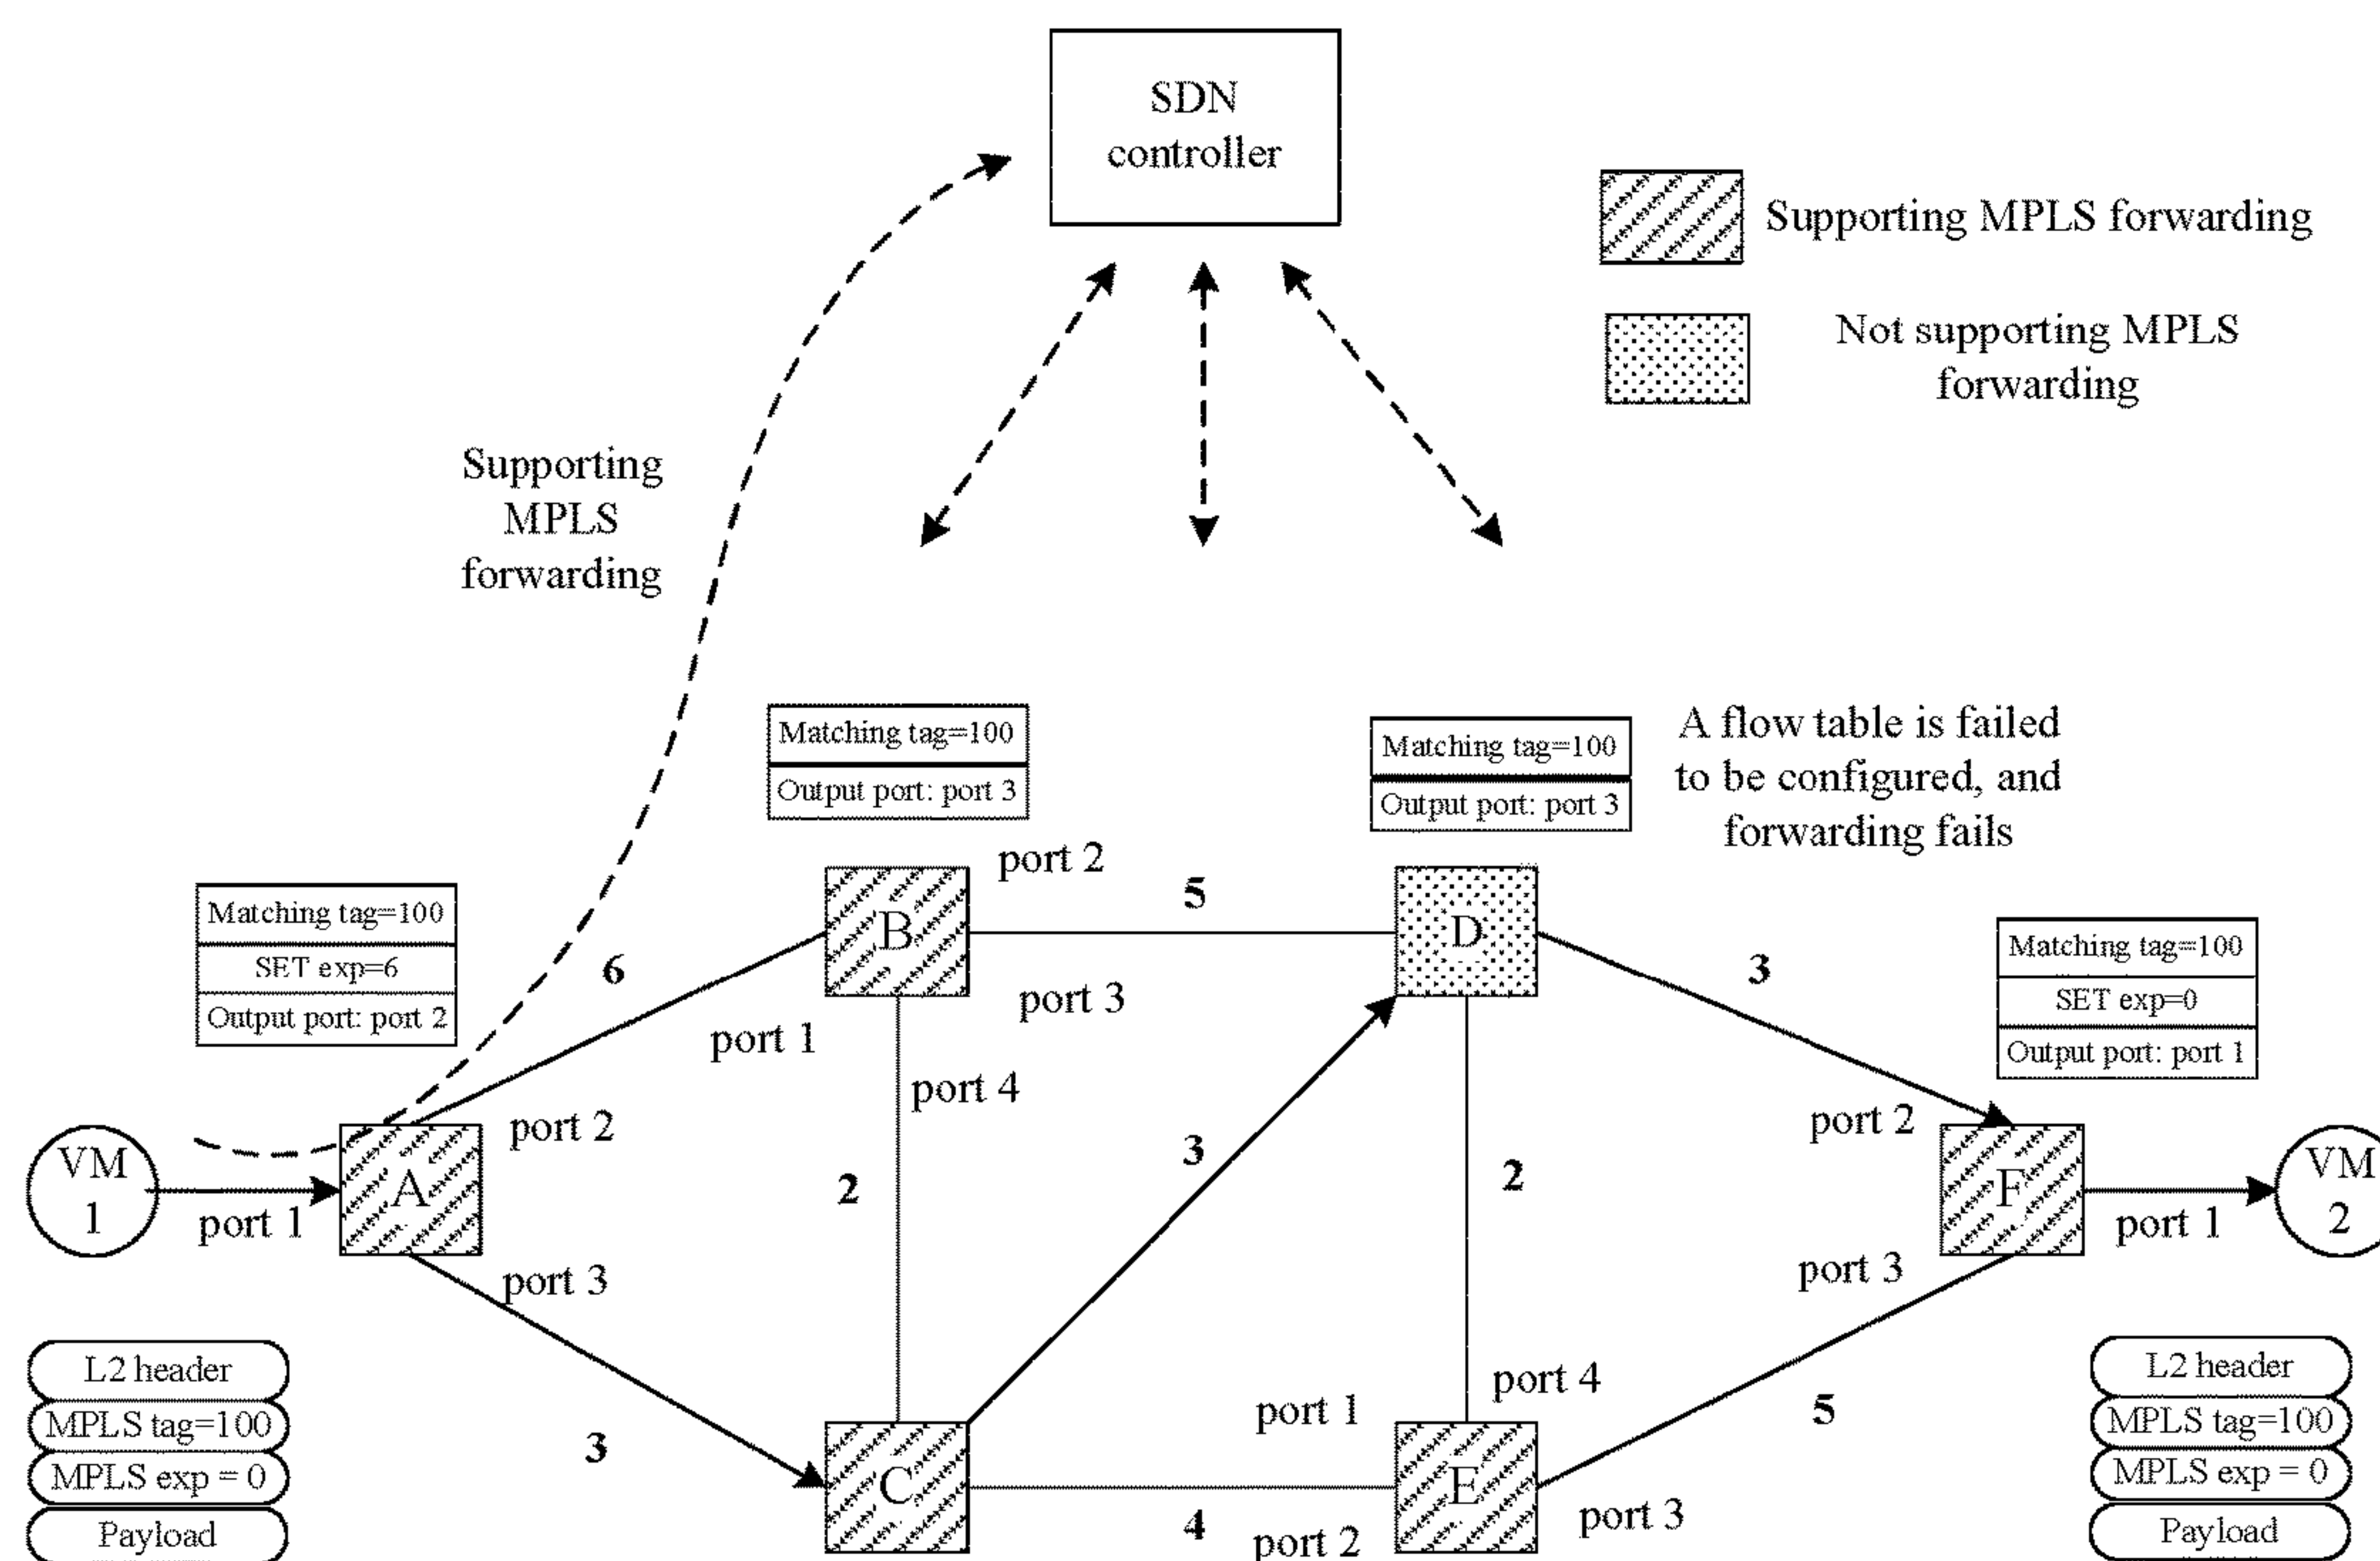 SDN
controller
Supporting MPLS forwarding
Not supporting MPLS
forwarding
Supporting
MPLS
forwarding
Matching tag=100
Output port: port 3
Matching tag=100
Output port: port 3
A flow table is failed
to be configured, and
forwarding fails
Matching tag=100
SET exp=6
Output port: port 2
Matching tag=100
SET exp=0
Output port: port 1
port 2
5
B
D
6
3
port 3
port 1
port 4
port 2
port 2
VM
1
port 1
A
3
2
2
F
port 1
VM
2
port 3
port 3
L2 header
MPLS tag=100
MPLS exp = 0
Payload
3
port 1
port 4
5
C
E
4
port 2
port 3
L2 header
MPLS tag=100
MPLS exp = 0
Payload